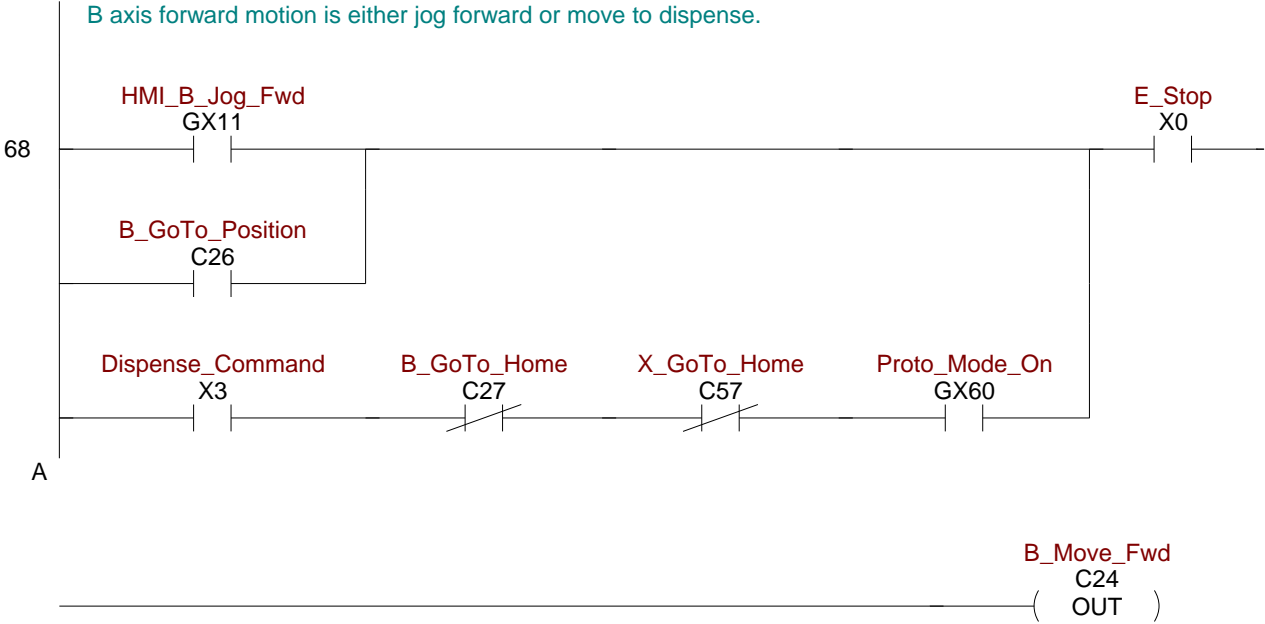 B axis forward motion is either jog forward or move to dispense.
HMI_B_Jog_Fwd
GX11
E_Stop
X0
68
B_GoTo_Position
C26
Dispense_Command
X3
B_GoTo_Home
C27
X_GoTo_Home
C57
Proto_Mode_On
GX60
A
B_Move_Fwd
C24
OUT